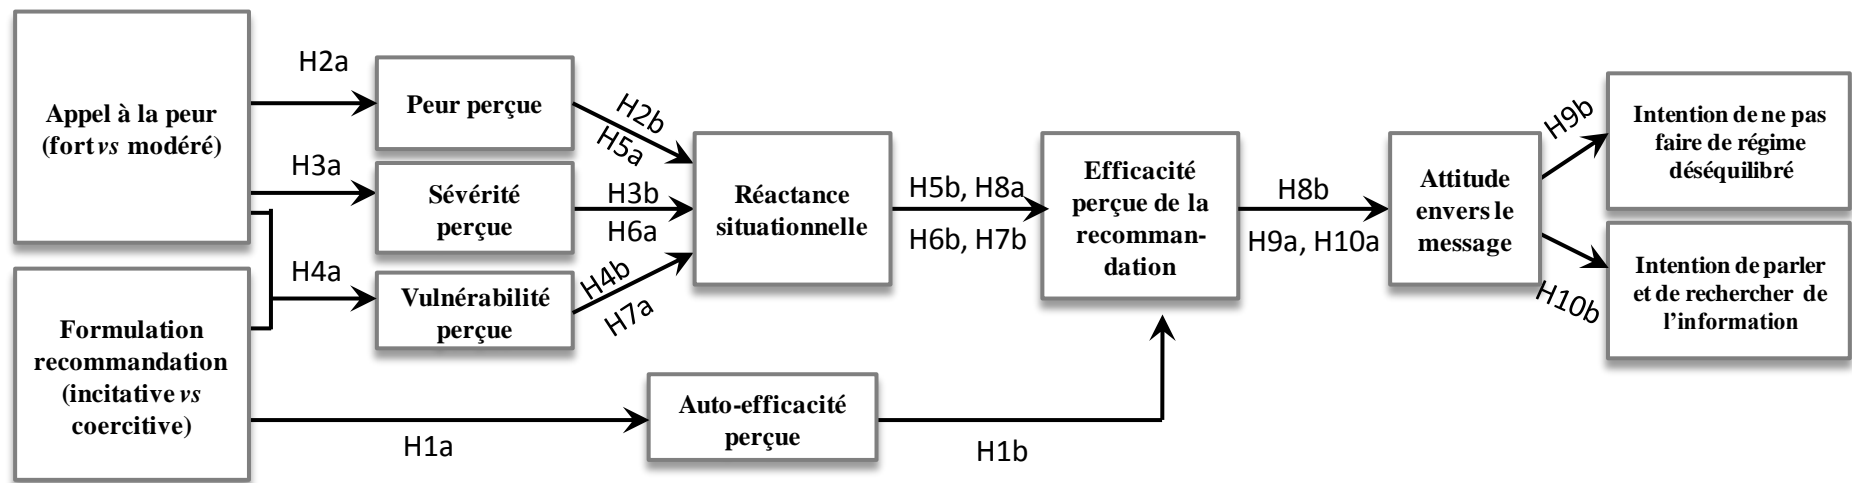 Appel à la peur
(fort vs modéré)
Formulation
recommandation
(incitative vs
coercitive)
H2a
H3a
H4a
H1a
Peur perçue
Sévérité
perçue
Vulnérabilité
perçue
Auto-efficacité
perçue
H2b
H5a
H3b
H6a
H4b
H7a
H1b
Réactance
situationnelle
H5b, H8a
H6b, H7b
Efficacité
perçue de la
recomman-
dation
H8b
H9a, H10a
Attitude
envers le
message
H9b
H10b
Intention de ne pas
faire de régime
déséquilibré
Intention de parler
et de rechercher de
l’information